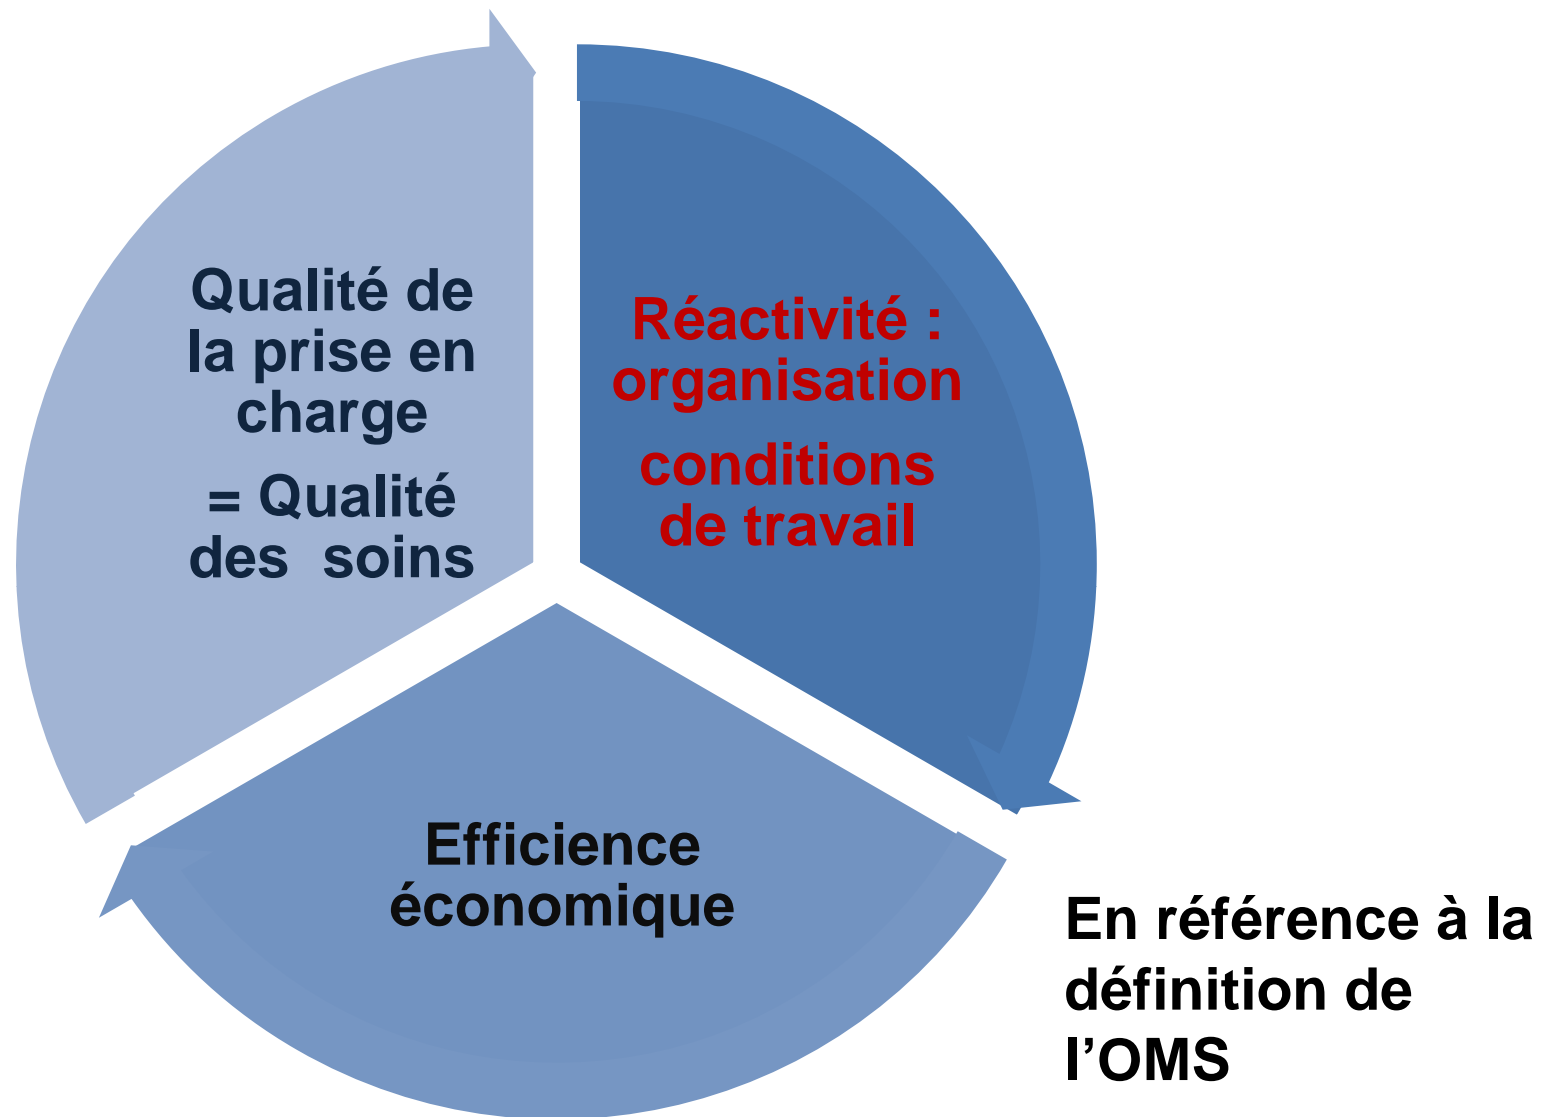 Qualité de
la prise en
charge
= Qualité
des  soins
Réactivité :
organisation
conditions
de travail
Efficience
économique
En référence à la
définition de
l’OMS